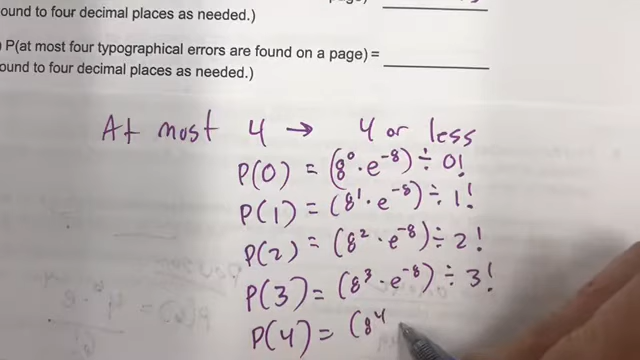 page)
ound to four decimal places as needed.)
P(at most four typographical errors are found on a page) =
ound to four decimal places as needed.)
At most 4 → 4 or less
P(0) = (8⁰ · e⁻⁸) ÷ 0!
P(1) = (8¹ · e⁻⁸) ÷ 1!
P(2) = (8² · e⁻⁸) ÷ 2!
P(3) = (8³ · e⁻⁸) ÷ 3!
P(4) = (8⁴